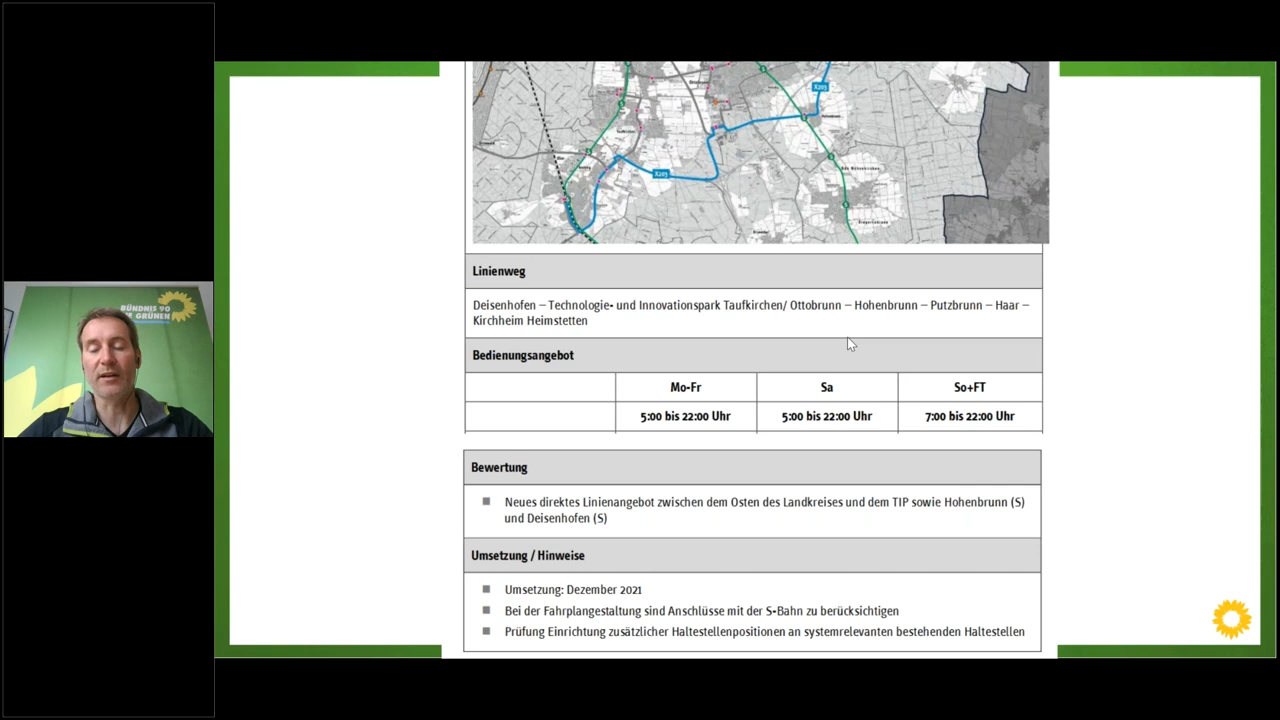 BÜNDNIS 90
DIE GRÜNEN
X203
X203
Linienweg
Deisenhofen – Technologie- und Innovationspark Taufkirchen/ Ottobrunn – Hohenbrunn – Putzbrunn – Haar –
Kirchheim Heimstetten
Bedienungsangebot
Mo-Fr Sa So+FT
5:00 bis 22:00 Uhr 5:00 bis 22:00 Uhr 7:00 bis 22:00 Uhr
Bewertung
Neues direktes Linienangebot zwischen dem Osten des Landkreises und dem TIP sowie Hohenbrunn (S)
und Deisenhofen (S)
Umsetzung / Hinweise
Umsetzung: Dezember 2021
Bei der Fahrplangestaltung sind Anschlüsse mit der S-Bahn zu berücksichtigen
Prüfung Einrichtung zusätzlicher Haltestellenpositionen an systemrelevanten bestehenden Haltestellen